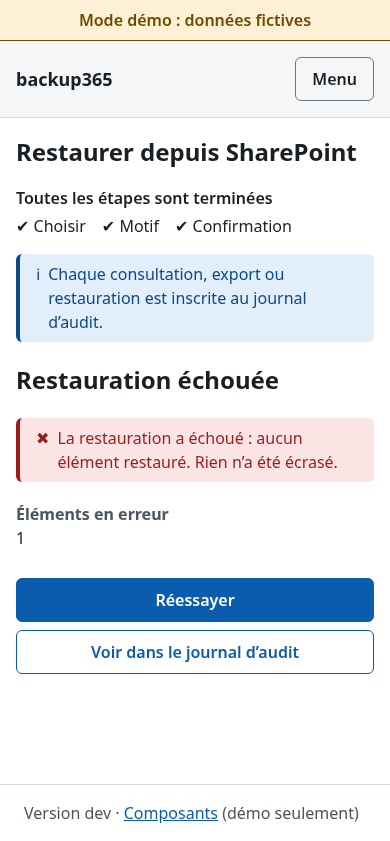 Mode démo : données fictives
backup365
Menu
Restaurer depuis SharePoint
Toutes les étapes sont terminées
✔ Choisir ✔ Motif ✔ Confirmation
i Chaque consultation, export ou
restauration est inscrite au journal
d’audit.
Restauration échouée
✖ La restauration a échoué : aucun
élément restauré. Rien n’a été écrasé.
Éléments en erreur
1
Réessayer
Voir dans le journal d’audit
Version dev · Composants (démo seulement)